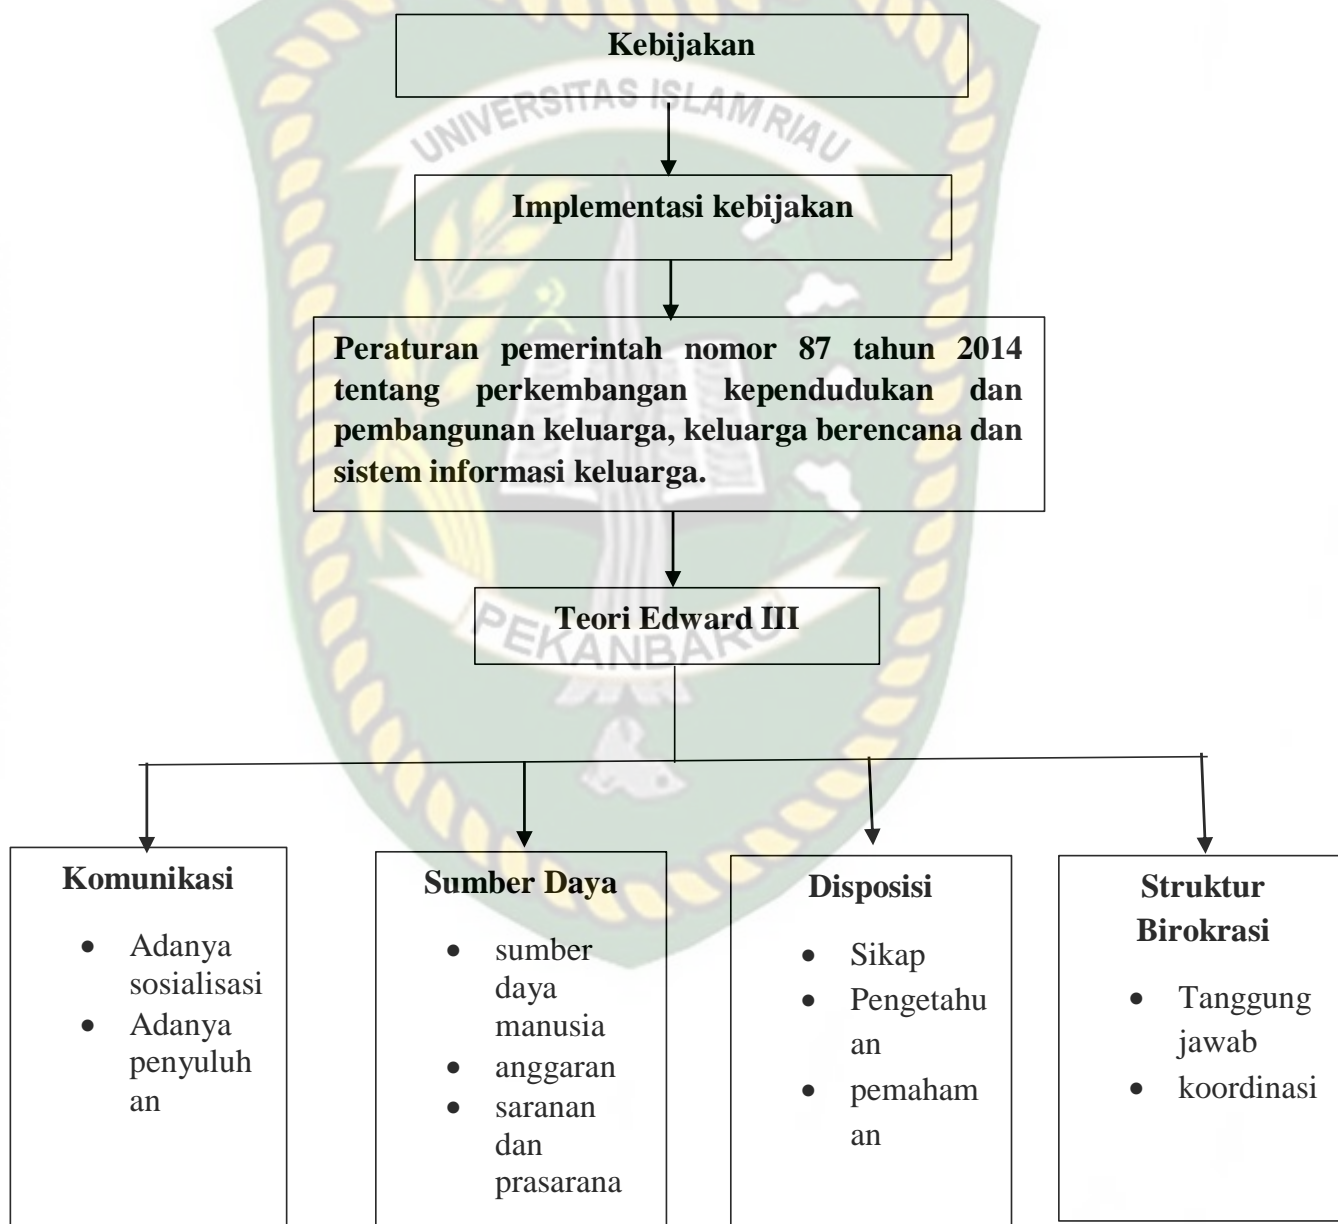 Kebijakan
UNIVERSITAS ISLAM RIAU
Implementasi kebijakan
Peraturan pemerintah nomor 87 tahun 2014
tentang perkembangan kependudukan dan
pembangunan keluarga, keluarga berencana dan
sistem informasi keluarga.
Teori Edward III
PEKANBARU
Komunikasi
• Adanya
sosialisasi
• Adanya
penyuluh
an
Sumber Daya
• sumber
daya
manusia
• anggaran
• saranan
dan
prasarana
Disposisi
• Sikap
• Pengetahu
an
• pemaham
an
Struktur
Birokrasi
• Tanggung
jawab
• koordinasi